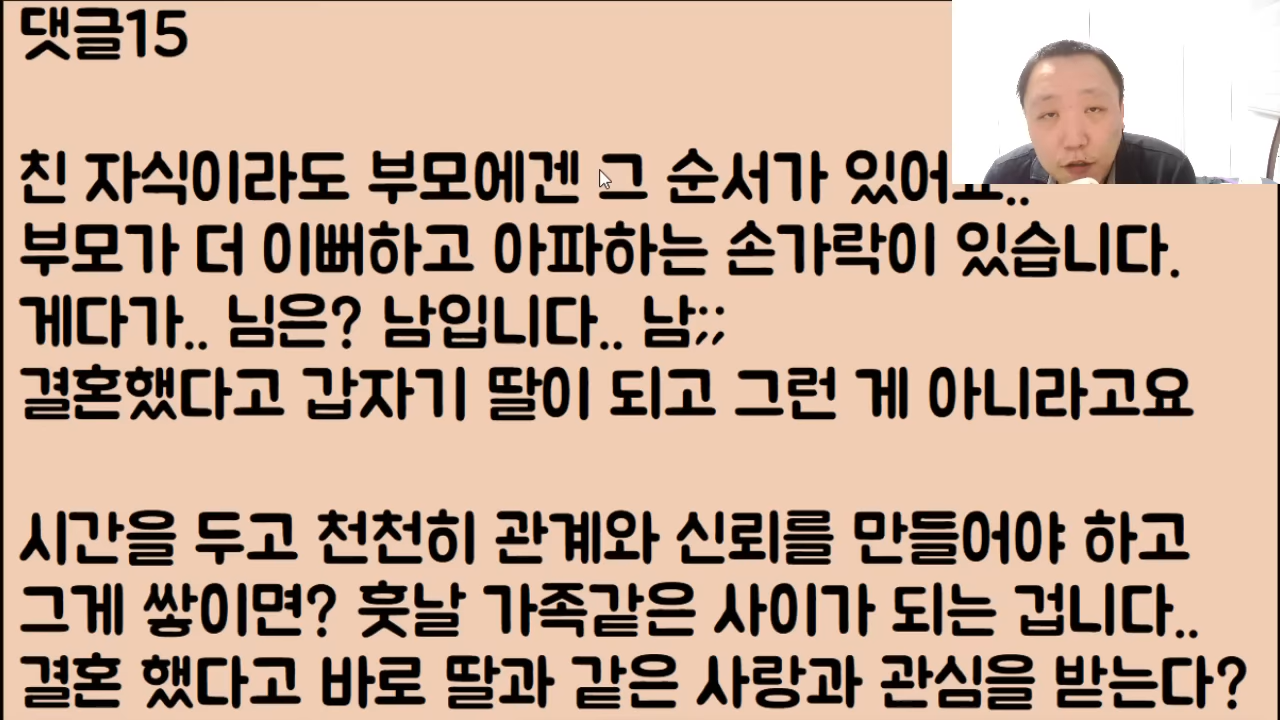 댓글15
친 자식이라도 부모에겐 그 순서가 있어요..
부모가 더 이뻐하고 아파하는 손가락이 있습니다.
게다가.. 님은? 남입니다.. 남;;
결혼했다고 갑자기 딸이 되고 그런 게 아니라고요
시간을 두고 천천히 관계와 신뢰를 만들어야 하고
그게 쌓이면? 훗날 가족같은 사이가 되는 겁니다..
결혼 했다고 바로 딸과 같은 사랑과 관심을 받는다?